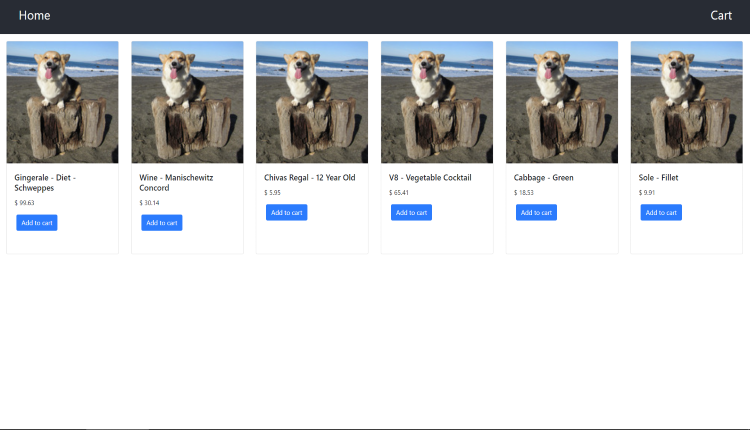 Home
Cart
Gingerale - Diet -
Schweppes
$ 99.63
Add to cart
Wine - Manischewitz
Concord
$ 30.14
Add to cart
Chivas Regal - 12 Year Old
$ 5.95
Add to cart
V8 - Vegetable Cocktail
$ 65.41
Add to cart
Cabbage - Green
$ 18.53
Add to cart
Sole - Fillet
$ 9.91
Add to cart